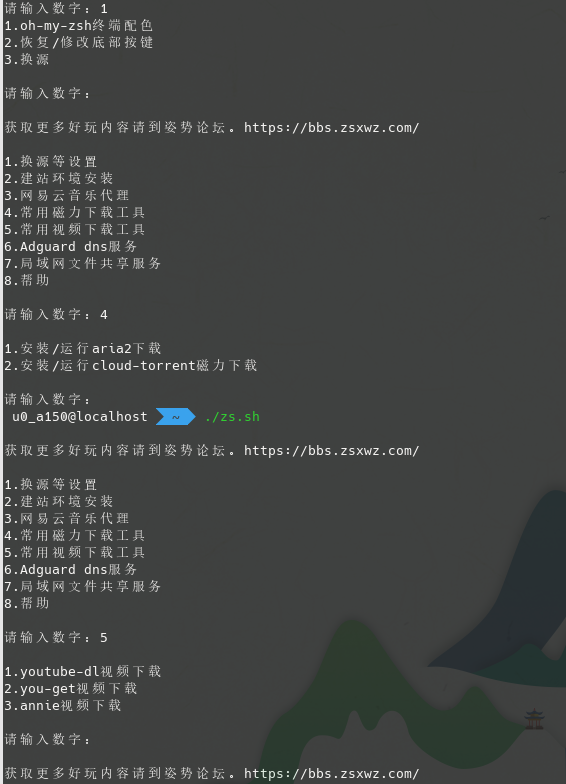 请输入数字：1
1.oh-my-zsh终端配色
2.恢复/修改底部按键
3.换源
请输入数字：
获取更多好玩内容请到姿势论坛。https://bbs.zsxwz.com/
1.换源等设置
2.建站环境安装
3.网易云音乐代理
4.常用磁力下载工具
5.常用视频下载工具
6.Adguard dns服务
7.局域网文件共享服务
8.帮助
请输入数字：4
1.安装/运行aria2下载
2.安装/运行cloud-torrent磁力下载
请输入数字：
u0_a150@localhost ~ ./zs.sh
获取更多好玩内容请到姿势论坛。https://bbs.zsxwz.com/
1.换源等设置
2.建站环境安装
3.网易云音乐代理
4.常用磁力下载工具
5.常用视频下载工具
6.Adguard dns服务
7.局域网文件共享服务
8.帮助
请输入数字：5
1.youtube-dl视频下载
2.you-get视频下载
3.annie视频下载
请输入数字：
获取更多好玩内容请到姿势论坛。https://bbs.zsxwz.com/